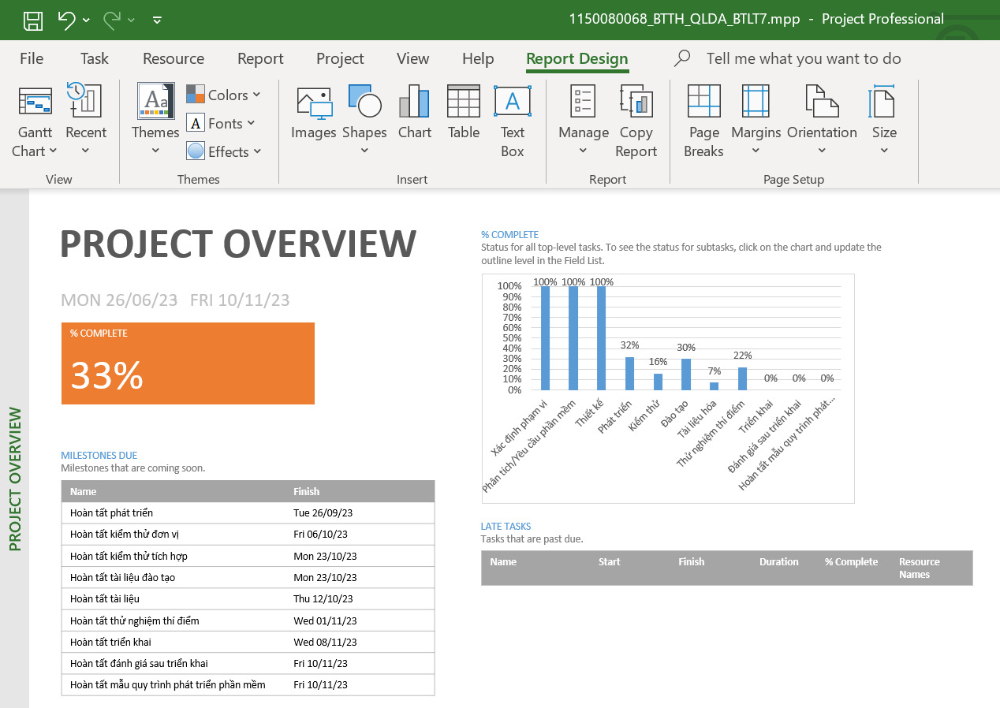 1150080068_BTTH_QLDA_BTLT7.mpp - Project Professional
File Task Resource Report Project View Help Report Design Tell me what you want to do
Gantt Chart
Recent
View
Themes
Colors
Fonts
Effects
Themes
Images
Shapes
Chart
Table
Text Box
Insert
Manage
Copy Report
Report
Page Breaks
Margins
Orientation
Size
Page Setup
PROJECT OVERVIEW
PROJECT OVERVIEW
MON 26/06/23 FRI 10/11/23
% COMPLETE
33%
MILESTONES DUE
Milestones that are coming soon.
Name Finish
Hoàn tất phát triển Tue 26/09/23
Hoàn tất kiểm thử đơn vị Fri 06/10/23
Hoàn tất kiểm thử tích hợp Mon 23/10/23
Hoàn tất tài liệu đào tạo Mon 23/10/23
Hoàn tất tài liệu Thu 12/10/23
Hoàn tất thử nghiệm thí điểm Wed 01/11/23
Hoàn tất triển khai Wed 08/11/23
Hoàn tất đánh giá sau triển khai Fri 10/11/23
Hoàn tất mẫu quy trình phát triển phần mềm Fri 10/11/23
% COMPLETE
Status for all top-level tasks. To see the status for subtasks, click on the chart and update the
outline level in the Field List.
100%
90%
80%
70%
60%
50%
40%
30%
20%
10%
0%
100% 100% 100% 32% 16% 30% 7% 22% 0% 0% 0%
Xác định phạm vi
Phân tích/Yêu cầu phần mềm
Thiết kế
Phát triển
Kiểm thử
Đào tạo
Tài liệu hóa
Thử nghiệm thí điểm
Triển khai
Đánh giá sau triển khai
Hoàn tất mẫu quy trình phát...
LATE TASKS
Tasks that are past due.
Name Start Finish Duration % Complete Resource Names